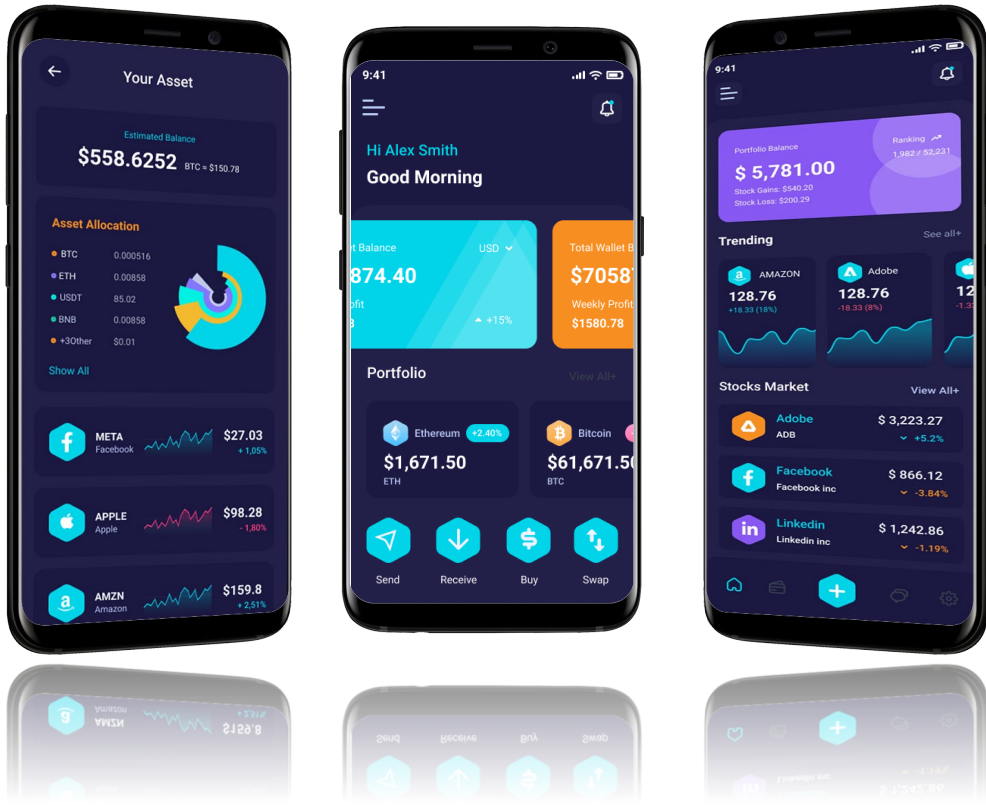 Your Asset
Estimated Balance
$558.6252 BTC = $150.78
Asset Allocation
BTC 0.000516
ETH 0.00858
USDT 85.02
BNB 0.00858
+3Other $0.01
Show All
META $27.03
Facebook + 1,05%
APPLE $98.28
Apple - 1,80%
AMZN $159.8
Amazon + 2,51%
9:41
Hi Alex Smith
Good Morning
Balance USD
874.40
+15%
Total Wallet B
$7058
Weekly Profit
$1580.78
Portfolio View All+
Ethereum +2.40%
$1,671.50
ETH
Bitcoin
$61,671.50
BTC
Send Receive Buy Swap
9:41
Portfolio Balance Ranking
$ 5,781.00 1,982 / 52,231
Stock Gains: $540.20
Stock Loss: $200.29
Trending See all+
AMAZON
128.76
+18.33 (18%)
Adobe
128.76
-18.33 (8%)
12
-1.3
Stocks Market View All+
Adobe $ 3,223.27
ADB +5.2%
Facebook $ 866.12
Facebook inc -3.84%
Linkedin $ 1,242.86
Linkedin inc -1.19%